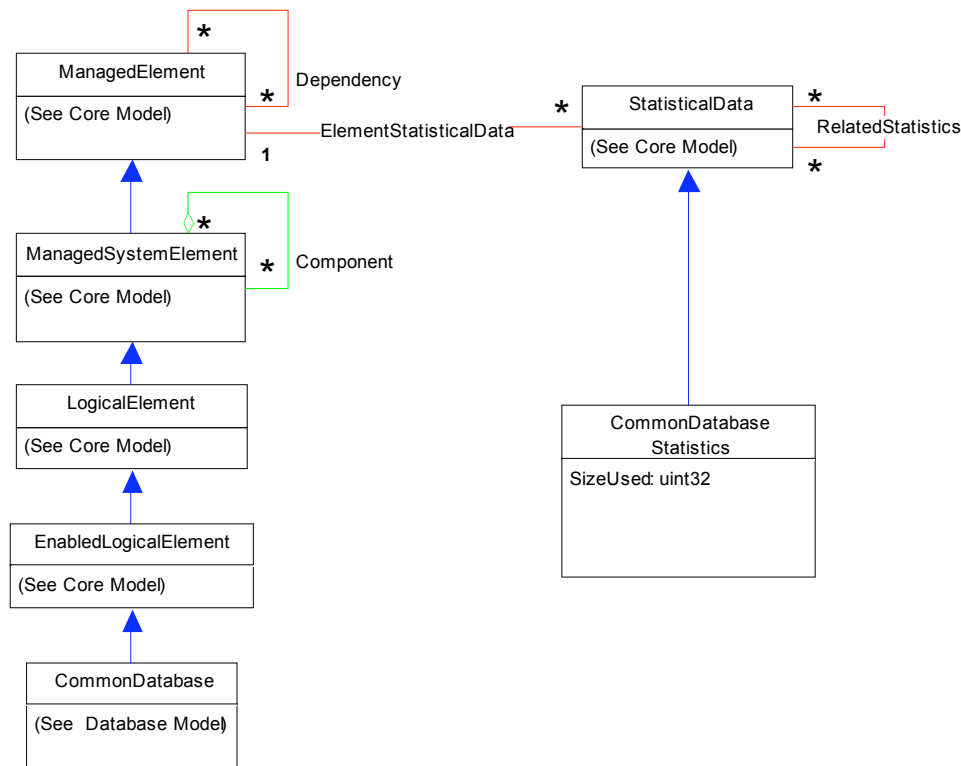 *
ManagedElement
(See Core Model)
*
Dependency
1
ElementStatisticalData
*
StatisticalData
(See Core Model)
*
RelatedStatistics
*
ManagedSystemElement
(See Core Model)
*
*
Component
LogicalElement
(See Core Model)
EnabledLogicalElement
(See Core Model)
CommonDatabase
(See Database Model)
CommonDatabase
Statistics
SizeUsed: uint32